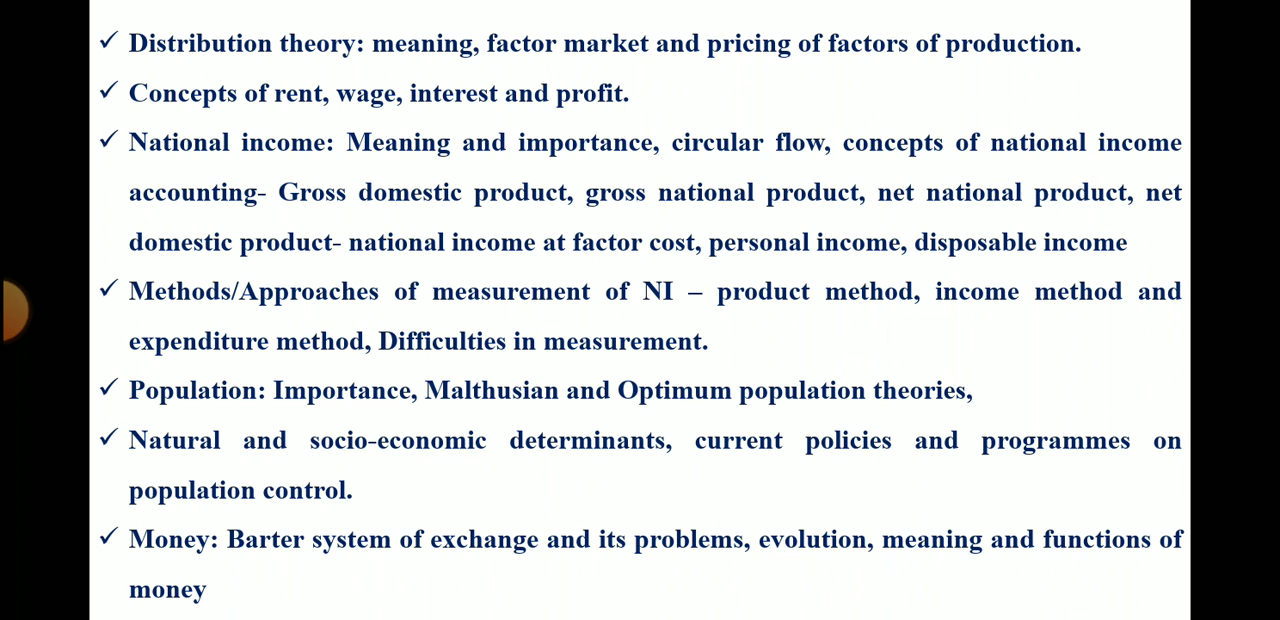 ✓ Distribution theory: meaning, factor market and pricing of factors of production.
✓ Concepts of rent, wage, interest and profit.
✓ National income: Meaning and importance, circular flow, concepts of national income
accounting- Gross domestic product, gross national product, net national product, net
domestic product- national income at factor cost, personal income, disposable income
✓ Methods/Approaches of measurement of NI – product method, income method and
expenditure method, Difficulties in measurement.
✓ Population: Importance, Malthusian and Optimum population theories,
✓ Natural and socio-economic determinants, current policies and programmes on
population control.
✓ Money: Barter system of exchange and its problems, evolution, meaning and functions of
money